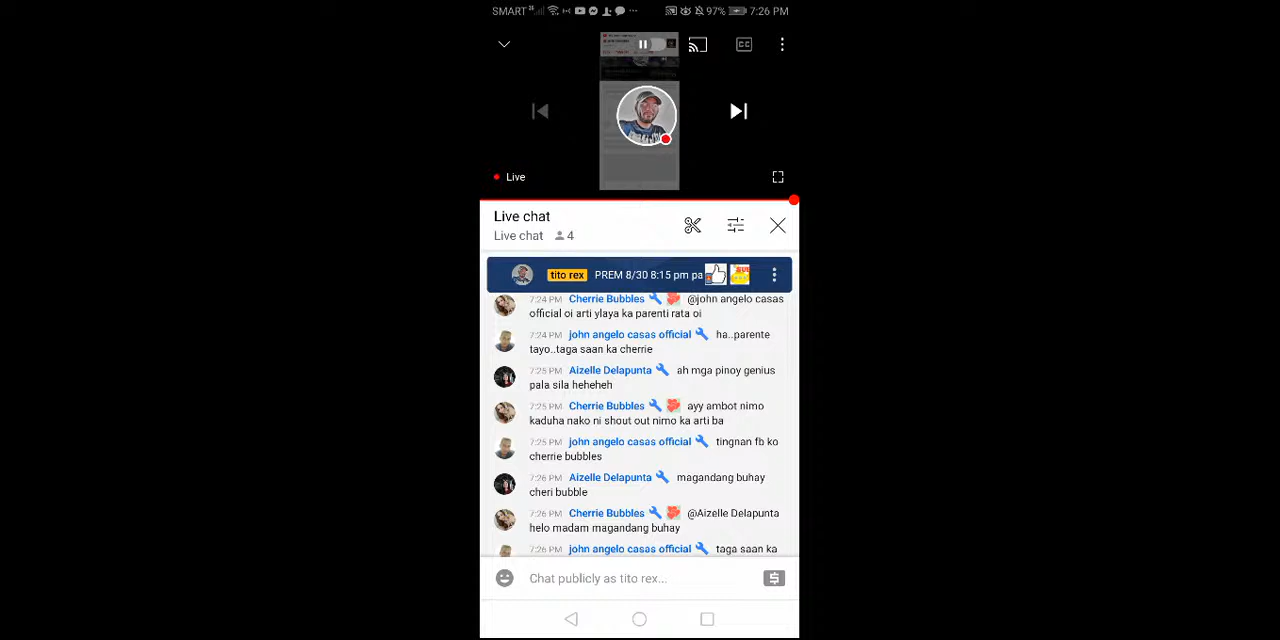 SMART 97% 7:26 PM
CC
Live
Live chat
Live chat 4
tito rex PREM 8/30 8:15 pm pa
7:24 PM Cherrie Bubbles @john angelo casas
official oi arti ylaya ka parenti rata oi
7:24 PM john angelo casas official ha..parente
tayo..taga saan ka cherrie
7:25 PM Aizelle Delapunta ah mga pinoy genius
pala sila heheheh
7:25 PM Cherrie Bubbles ayy ambot nimo
kaduha nako ni shout out nimo ka arti ba
7:25 PM john angelo casas official tingnan fb ko
cherrie bubbles
7:26 PM Aizelle Delapunta magandang buhay
cheri bubble
7:26 PM Cherrie Bubbles @Aizelle Delapunta
helo madam magandang buhay
7:26 PM john angelo casas official taga saan ka
Chat publicly as tito rex...